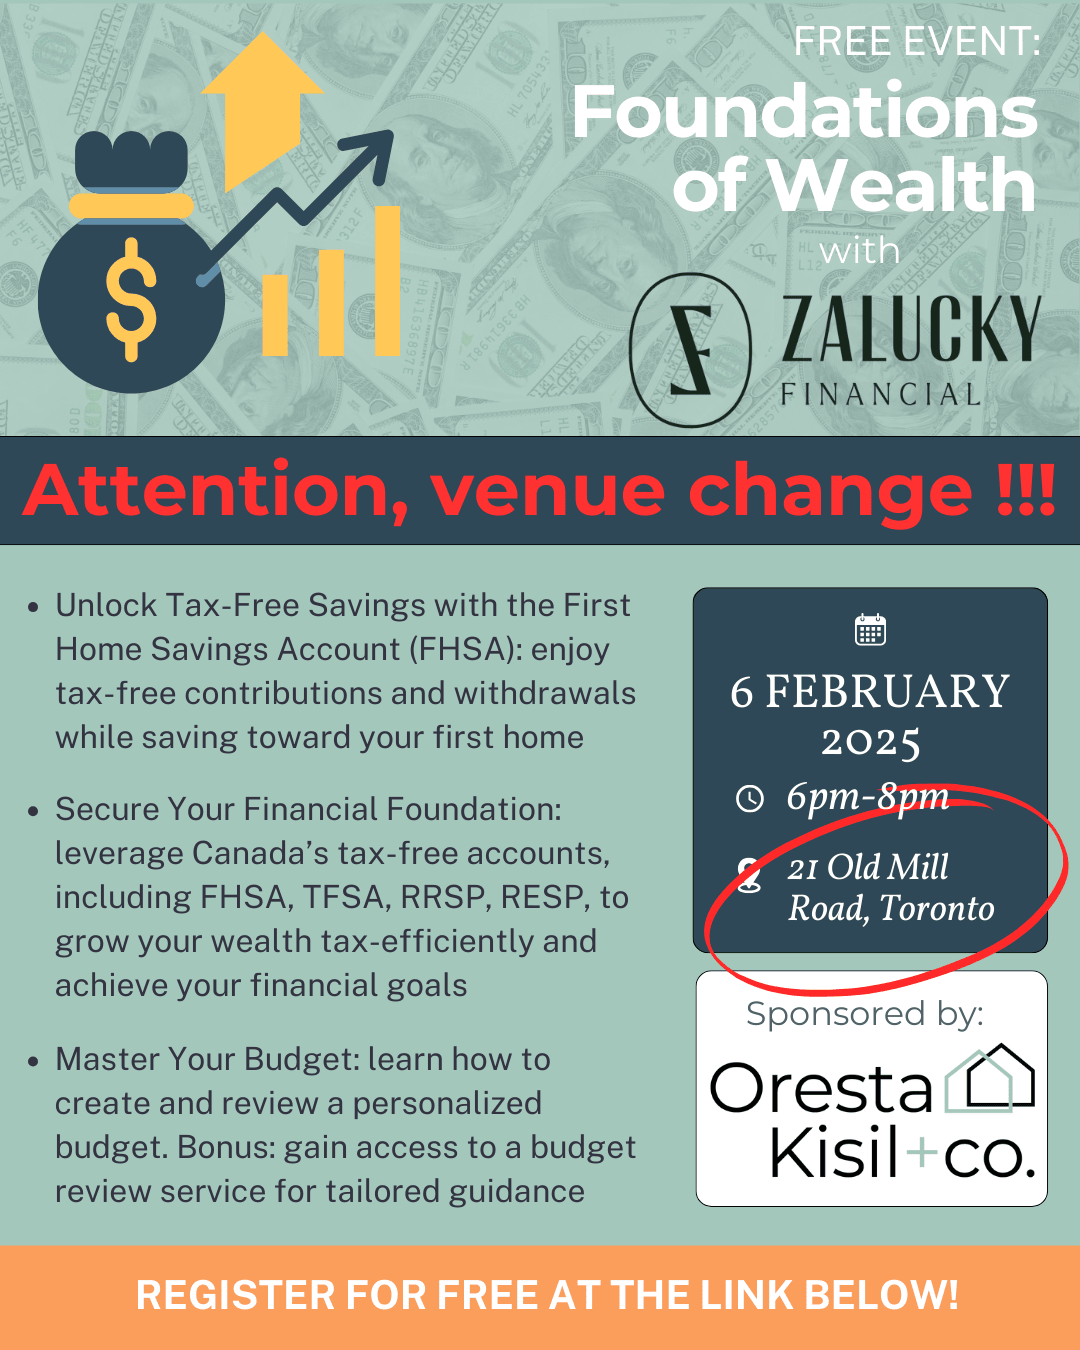 FREE EVENT:
Foundations
of Wealth
with
ZALUCKY
FINANCIAL
Attention, venue change !!!
• Unlock Tax-Free Savings with the First
Home Savings Account (FHSA): enjoy
tax-free contributions and withdrawals
while saving toward your first home
• Secure Your Financial Foundation:
leverage Canada’s tax-free accounts,
including FHSA, TFSA, RRSP, RESP, to
grow your wealth tax-efficiently and
achieve your financial goals
• Master Your Budget: learn how to
create and review a personalized
budget. Bonus: gain access to a budget
review service for tailored guidance
6 FEBRUARY
2025
6pm-8pm
21 Old Mill
Road, Toronto
Sponsored by:
Oresta
Kisil+co.
REGISTER FOR FREE AT THE LINK BELOW!